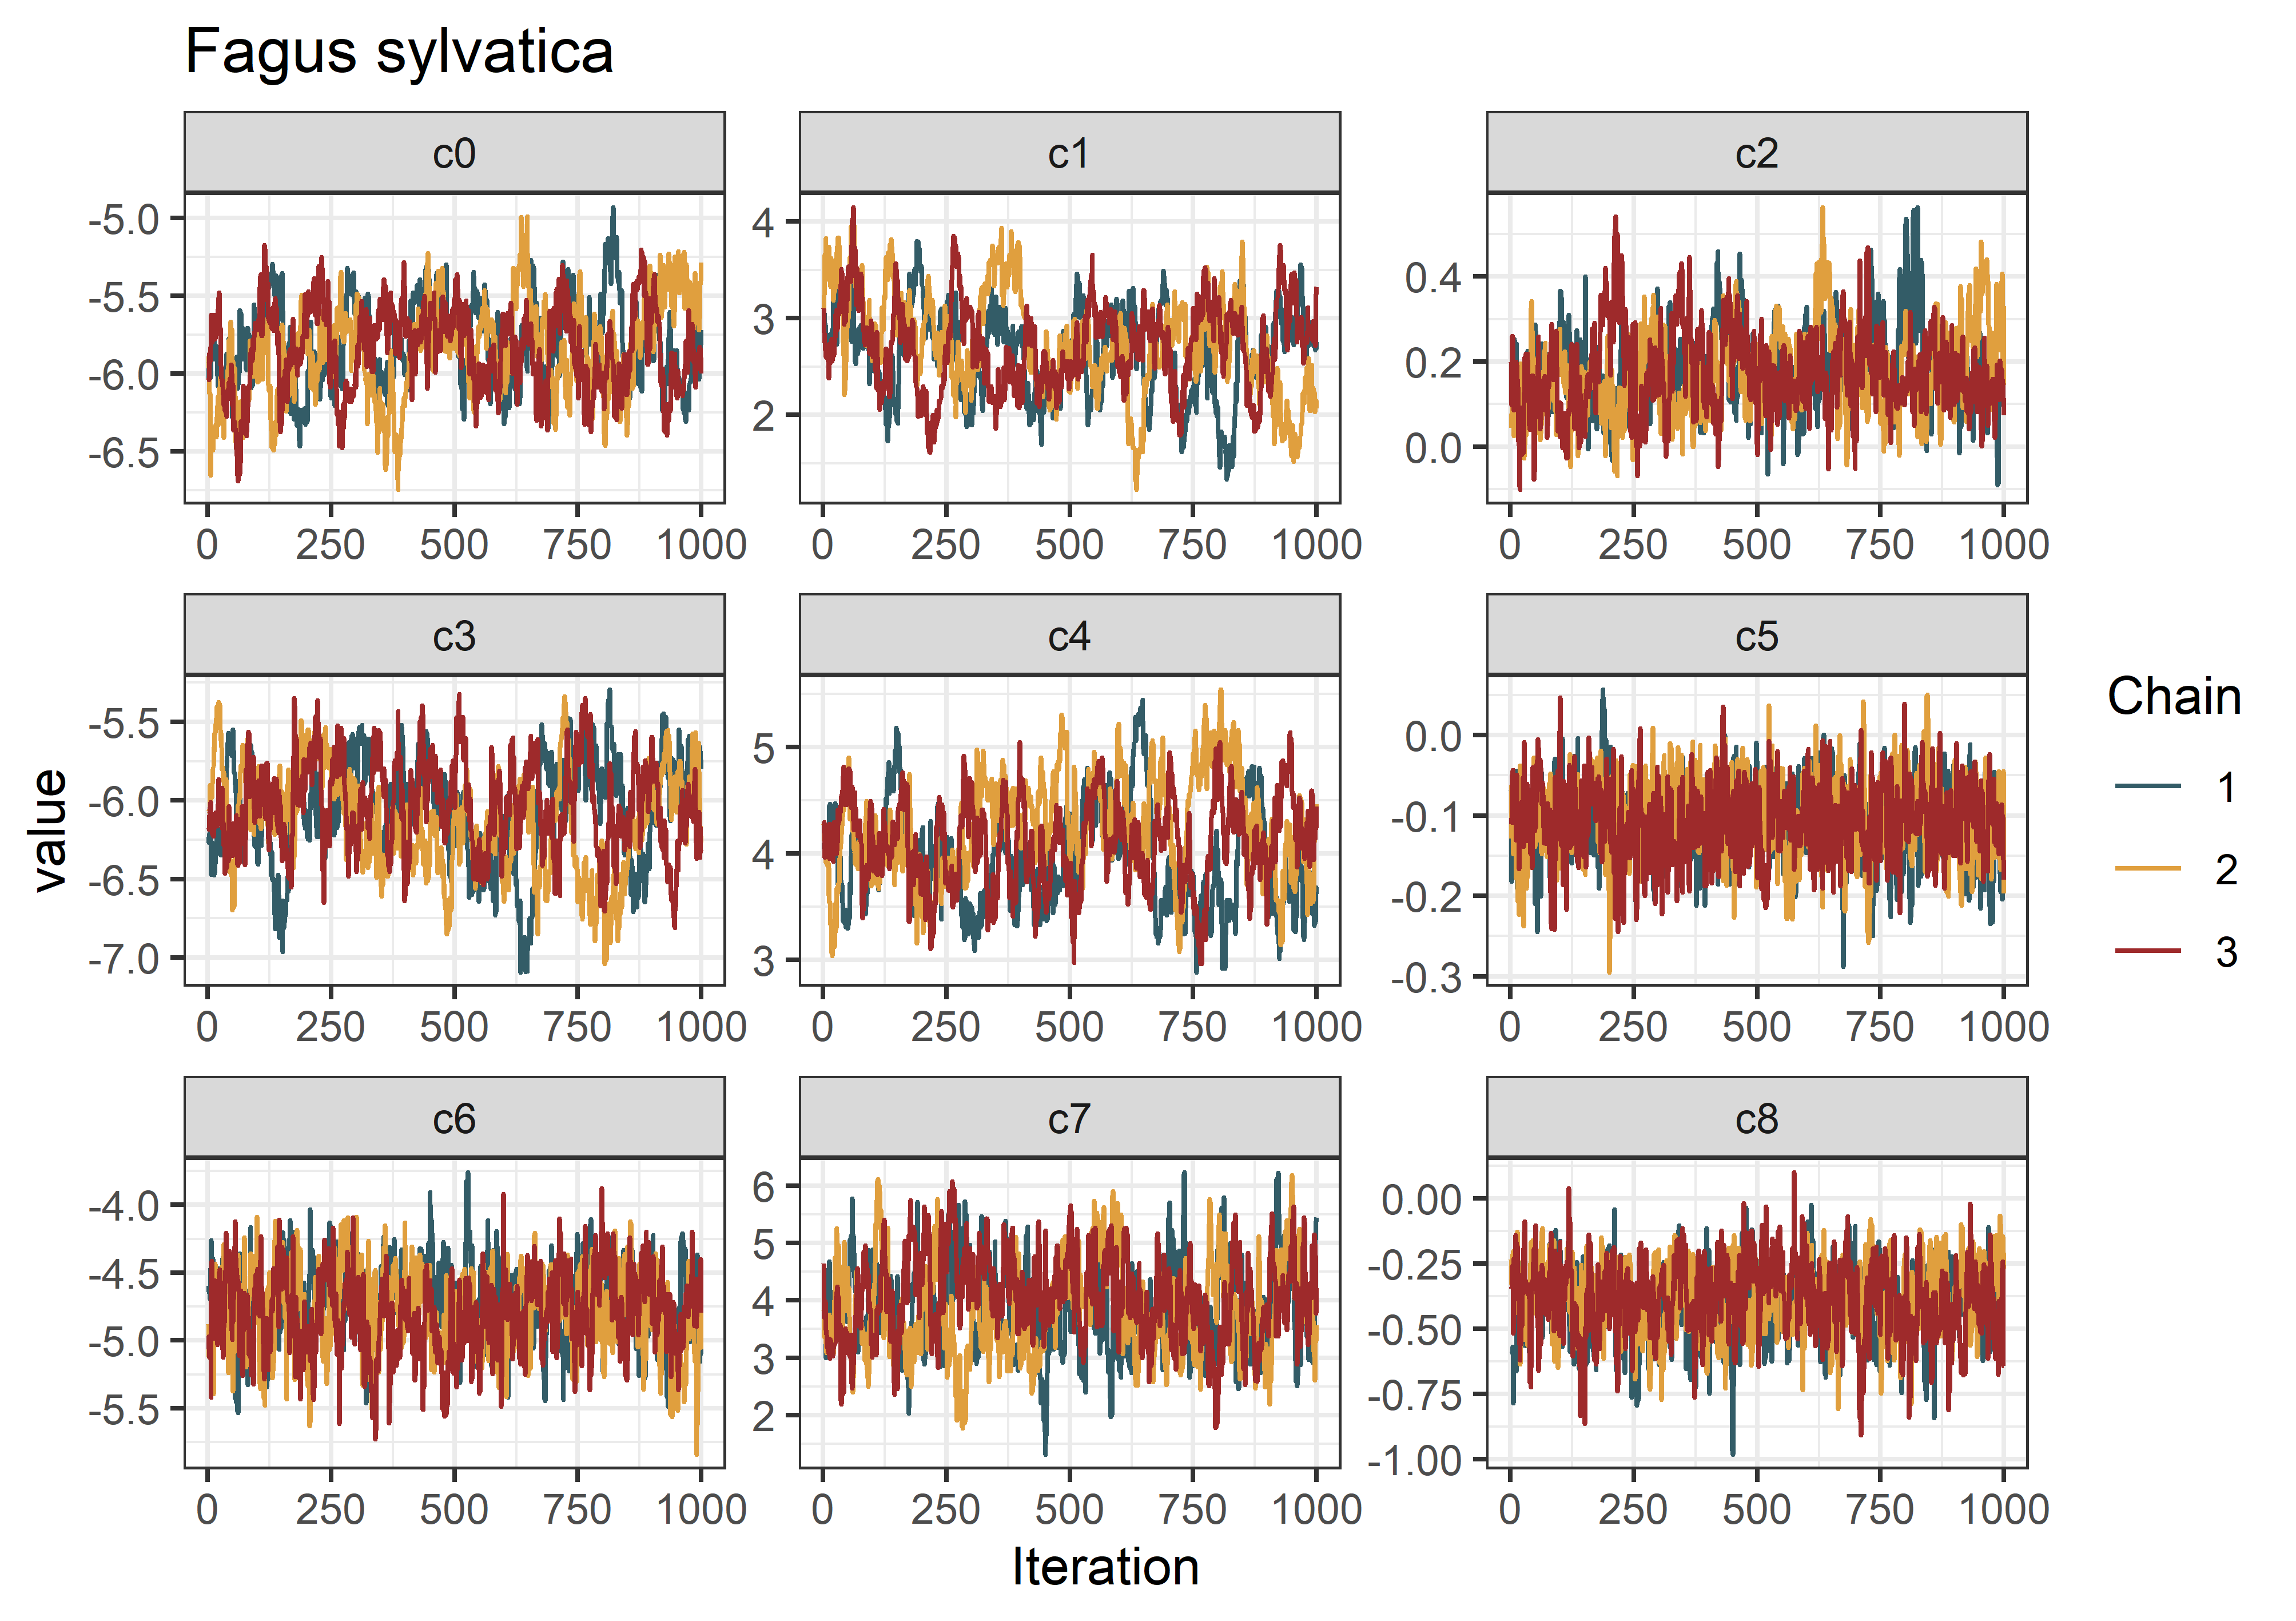 Fagus sylvatica
c0 c1 c2
-5.0 -5.5 -6.0 -6.5
4 3 2
0.4 0.2 0.0
0 250 500 750 1000 0 250 500 750 1000 0 250 500 750 1000
c3 c4 c5
-5.5 -6.0 -6.5 -7.0
5 4 3
0.0 -0.1 -0.2 -0.3
0 250 500 750 1000 0 250 500 750 1000 0 250 500 750 1000
c6 c7 c8
-4.0 -4.5 -5.0 -5.5
6 5 4 3 2
0.00 -0.25 -0.50 -0.75 -1.00
0 250 500 750 1000 0 250 500 750 1000 0 250 500 750 1000
value
Iteration
Chain
1
2
3